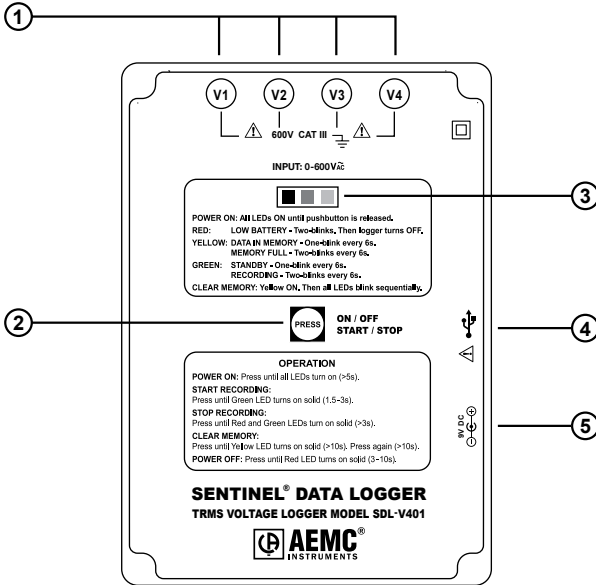 1
V1 V2 V3 V4
600V CAT III
INPUT: 0-600VAC
3
POWER ON: All LEDs ON until pushbutton is released.
RED: LOW BATTERY - Two-blinks. Then logger turns OFF.
YELLOW: DATA IN MEMORY - One-blink every 6s.
MEMORY FULL - Two-blinks every 6s.
GREEN: STANDBY - One-blink every 6s.
RECORDING - Two-blinks every 6s.
CLEAR MEMORY: Yellow ON. Then all LEDs blink sequentially.
2
PRESS
ON / OFF
START / STOP
4
OPERATION
POWER ON: Press until all LEDs turn on (>5s).
START RECORDING:
Press until Green LED turns on solid (1.5-3s).
STOP RECORDING:
Press until Red and Green LEDs turn on solid (>3s).
CLEAR MEMORY:
Press until Yellow LED turns on solid (>10s). Press again (>10s).
POWER OFF: Press until Red LED turns on solid (3-10s).
9V DC
5
SENTINEL® DATA LOGGER
TRMS VOLTAGE LOGGER MODEL SDL-V401
AEMC®
INSTRUMENTS